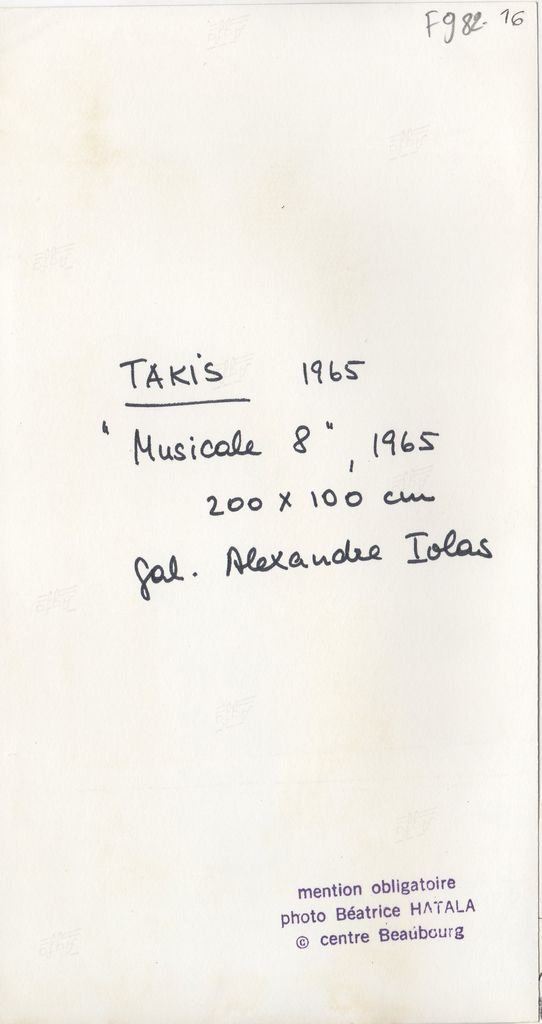 F982-16
TAKIS 1965
"Musicale 8", 1965
200 x 100 cm
Gal. Alexandre Iolas
mention obligatoire
photo Béatrice HATALA
© centre Beaubourg